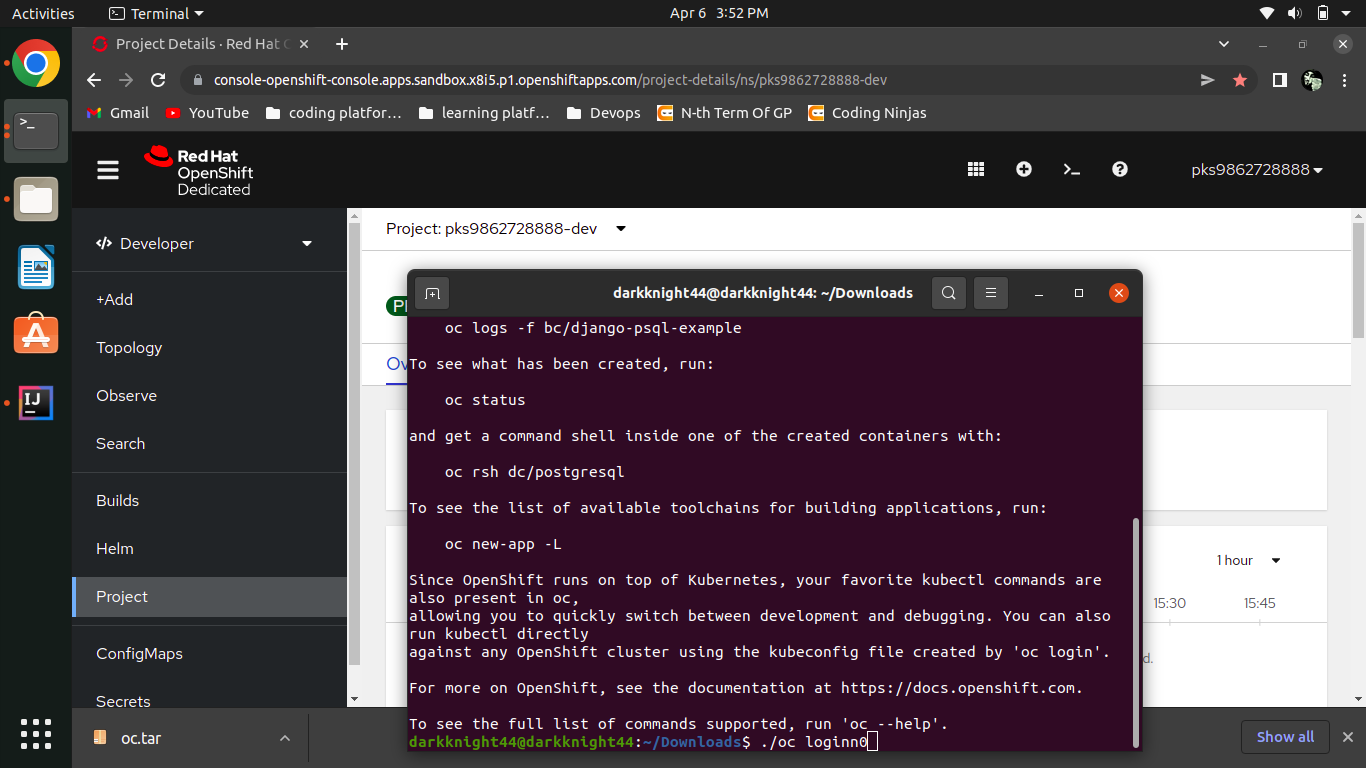 Activities
Terminal
Apr 6 3:52 PM
Project Details · Red Hat
console-openshift-console.apps.sandbox.x8i5.p1.openshiftapps.com/project-details/ns/pks9862728888-dev
Gmail
YouTube
coding platfor…
learning platf…
Devops
N-th Term Of GP
Coding Ninjas
Red Hat
OpenShift
Dedicated
pks9862728888
Developer
+Add
Topology
Observe
Search
Builds
Helm
Project
ConfigMaps
Secrets
Project: pks9862728888-dev
1 hour
15:30
15:45
darkknight44@darkknight44: ~/Downloads
oc logs -f bc/django-psql-example
To see what has been created, run:
oc status
and get a command shell inside one of the created containers with:
oc rsh dc/postgresql
To see the list of available toolchains for building applications, run:
oc new-app -L
Since OpenShift runs on top of Kubernetes, your favorite kubectl commands are
also present in oc,
allowing you to quickly switch between development and debugging. You can also
run kubectl directly
against any OpenShift cluster using the kubeconfig file created by 'oc login'.
For more on OpenShift, see the documentation at https://docs.openshift.com.
To see the full list of commands supported, run 'oc --help'.
darkknight44@darkknight44:~/Downloads$ ./oc loginn0
oc.tar
Show all